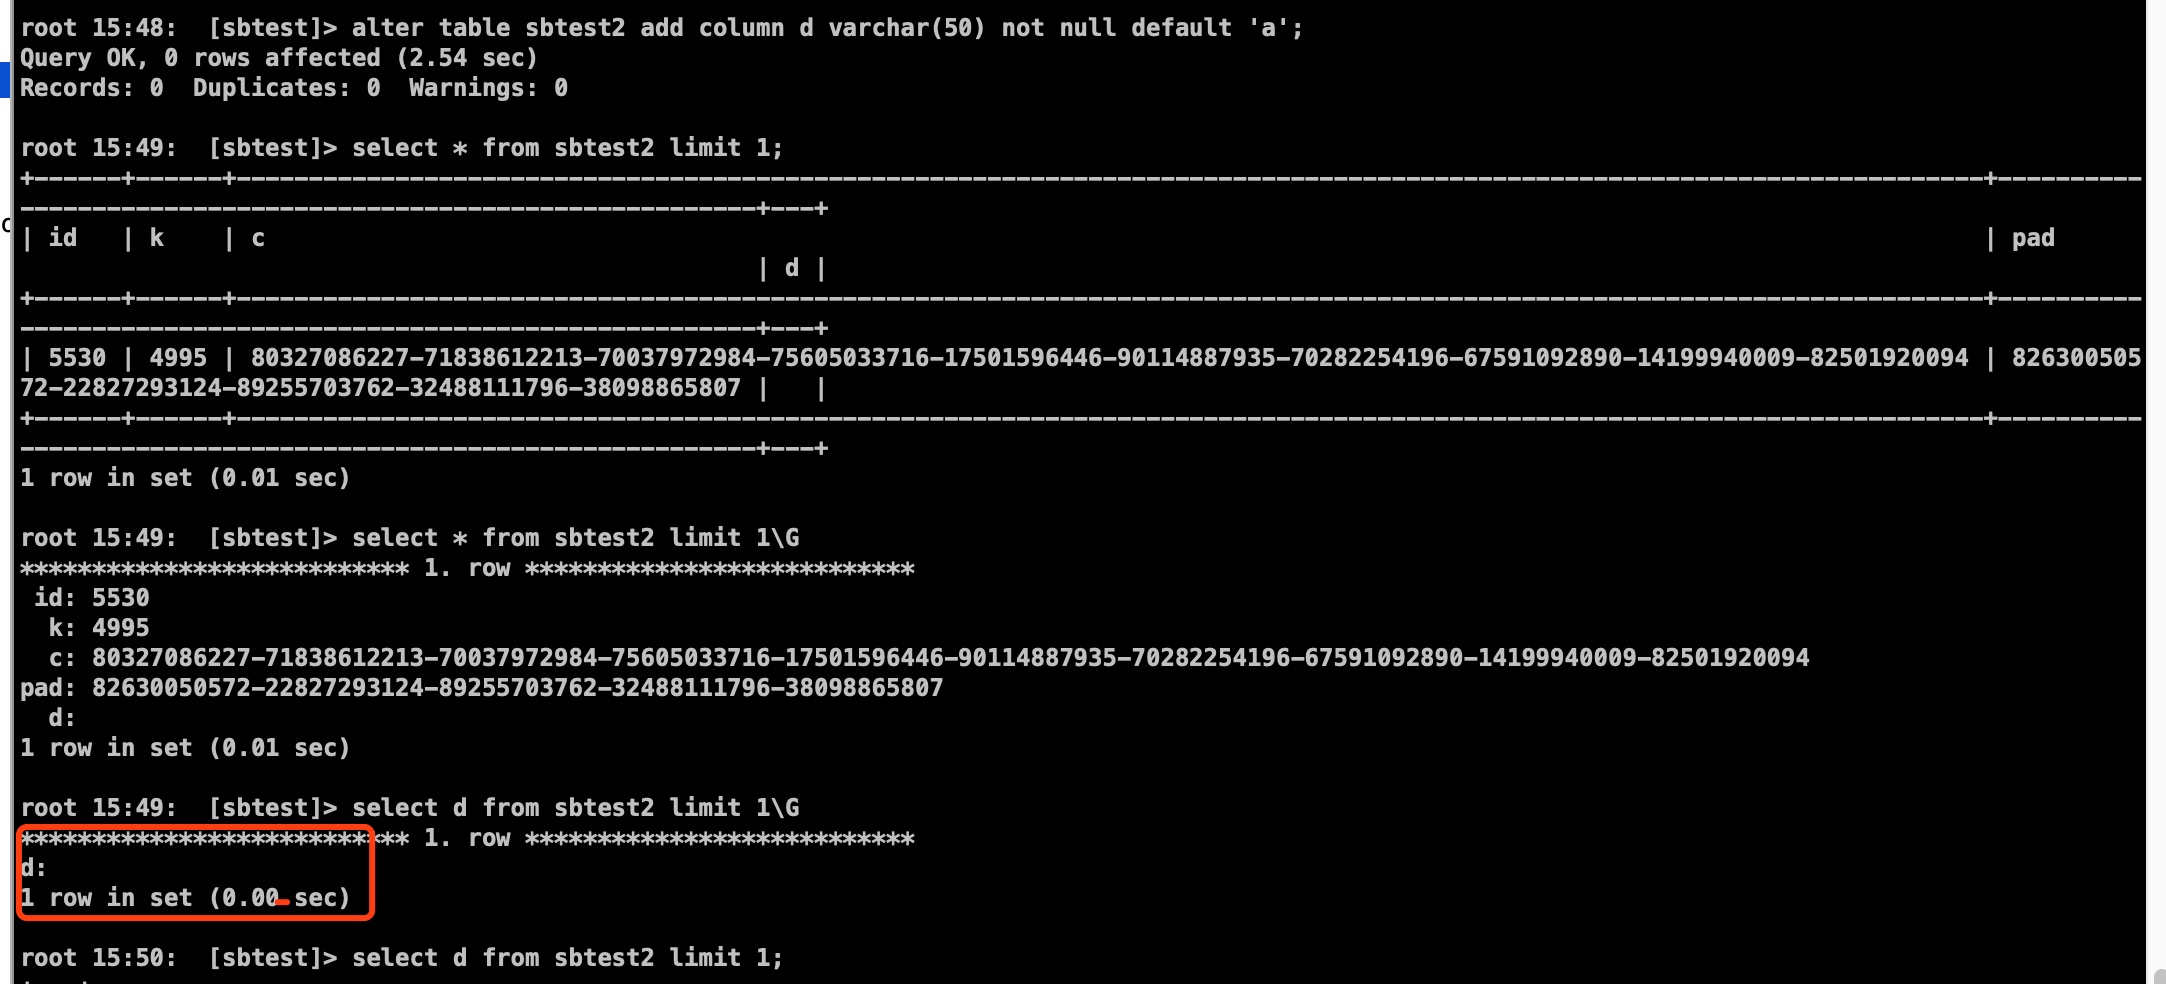 root 15:48:  [sbtest]> alter table sbtest2 add column d varchar(50) not null default 'a';
Query OK, 0 rows affected (2.54 sec)
Records: 0  Duplicates: 0  Warnings: 0
root 15:49:  [sbtest]> select * from sbtest2 limit 1;
| id   | k    | c | pad
| d |
| 5530 | 4995 | 80327086227-71838612213-70037972984-75605033716-17501596446-90114887935-70282254196-67591092890-14199940009-82501920094 | 826300505
72-22827293124-89255703762-32488111796-38098865807 |   |
1 row in set (0.01 sec)
root 15:49:  [sbtest]> select * from sbtest2 limit 1\G
*************************** 1. row ***************************
id: 5530
k: 4995
c: 80327086227-71838612213-70037972984-75605033716-17501596446-90114887935-70282254196-67591092890-14199940009-82501920094
pad: 82630050572-22827293124-89255703762-32488111796-38098865807
d:
1 row in set (0.01 sec)
root 15:49:  [sbtest]> select d from sbtest2 limit 1\G
*************************** 1. row ***************************
d:
1 row in set (0.00 sec)
root 15:50:  [sbtest]> select d from sbtest2 limit 1;